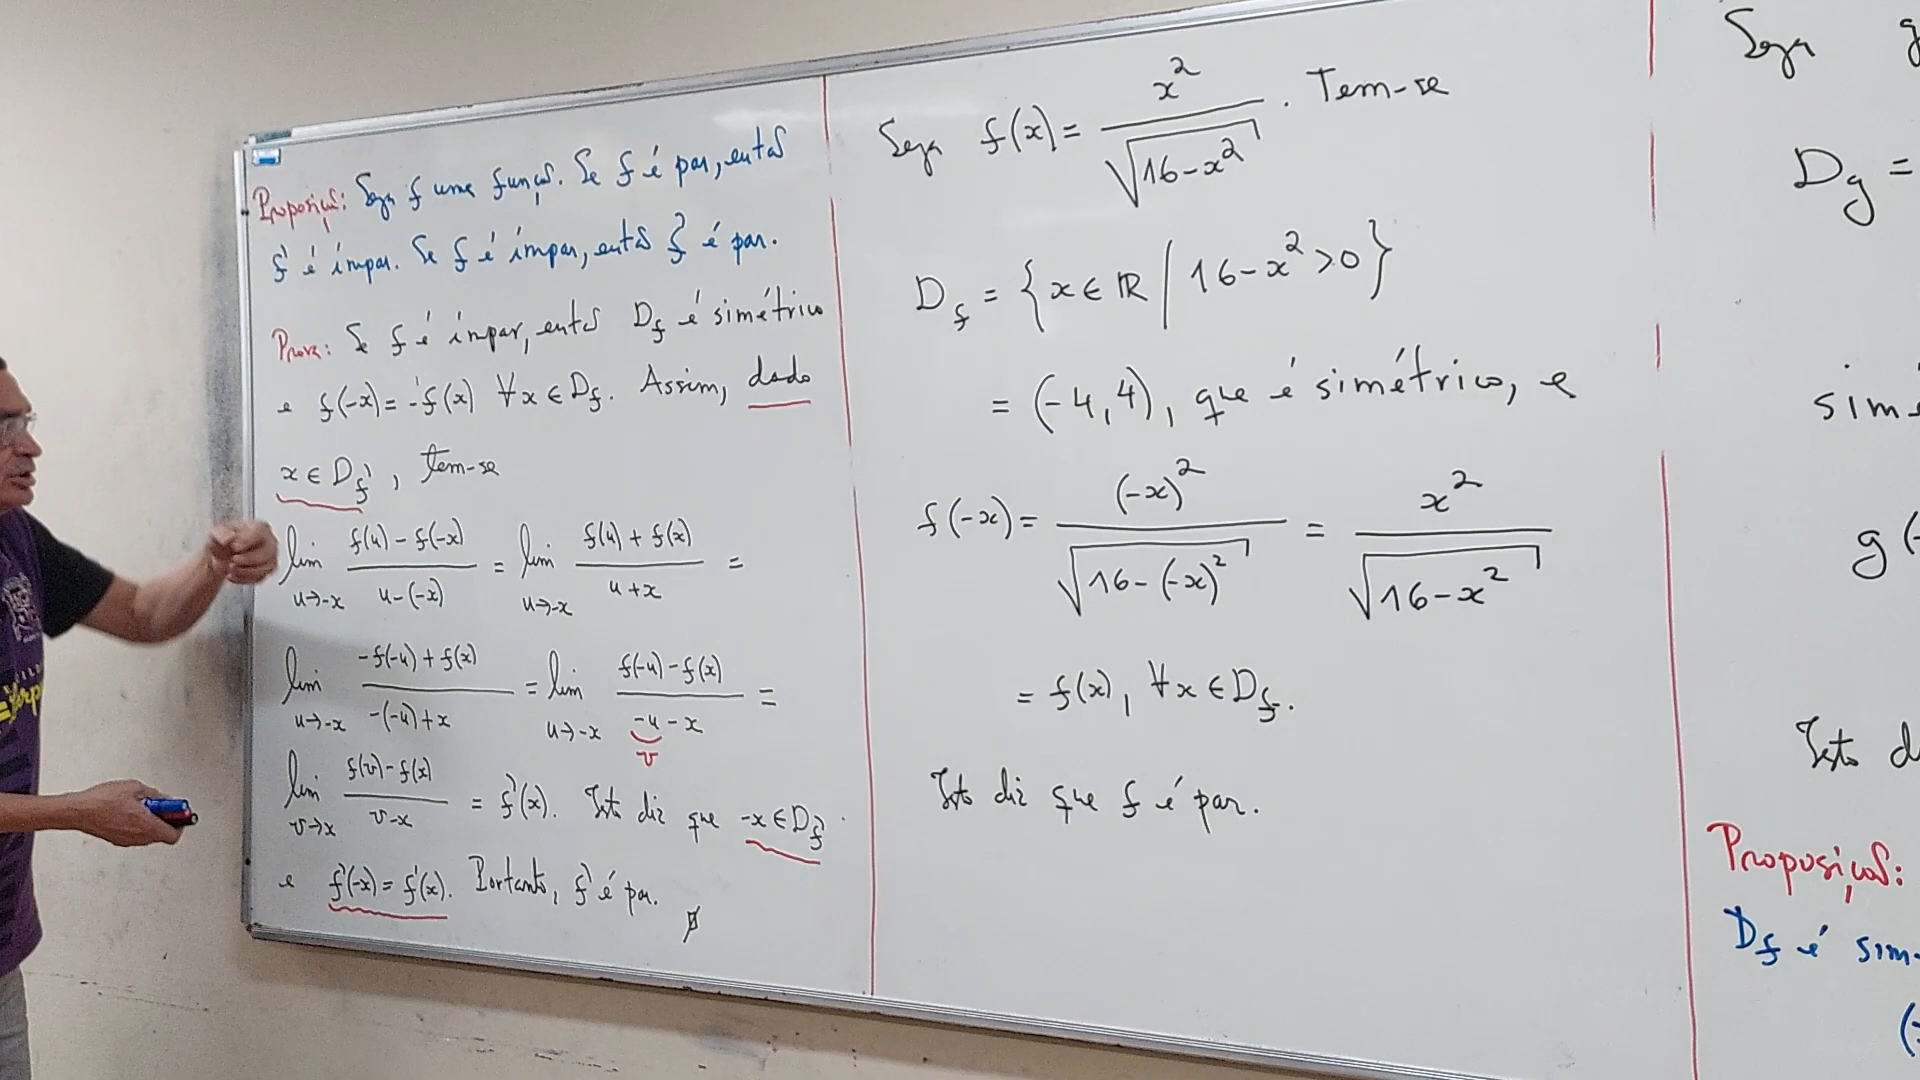 Proposição: Seja f uma função. Se f é par, então
f' é ímpar. Se f é ímpar, então f' é par.
Prova: Se f é ímpar, então D_f é simétrico
e f(-x) = -f(x) ∀x ∈ D_f. Assim, dado
x ∈ D_f', tem-se
lim_{u→-x} (f(u) - f(-x))/(u - (-x)) = lim_{u→-x} (f(u) + f(x))/(u + x) =
lim_{u→-x} (-f(-u) + f(x))/(-(-u) + x) = lim_{u→-x} (f(-u) - f(x))/(-u - x) =
v
lim_{v→x} (f(v) - f(x))/(v - x) = f'(x). Isto diz que -x ∈ D_f'
e f'(-x) = f'(x). Portanto, f' é par.
Seja f(x) = x²/√(16-x²). Tem-se
D_f = {x ∈ ℝ / 16-x² > 0}
= (-4,4), que é simétrico, e
f(-x) = (-x)²/√(16-(-x)²) = x²/√(16-x²)
= f(x), ∀x ∈ D_f.
Isto diz que f é par.
Seja g
D_g =
simé
g(-
Isto d
Proposição:
D_f é sim-
(-